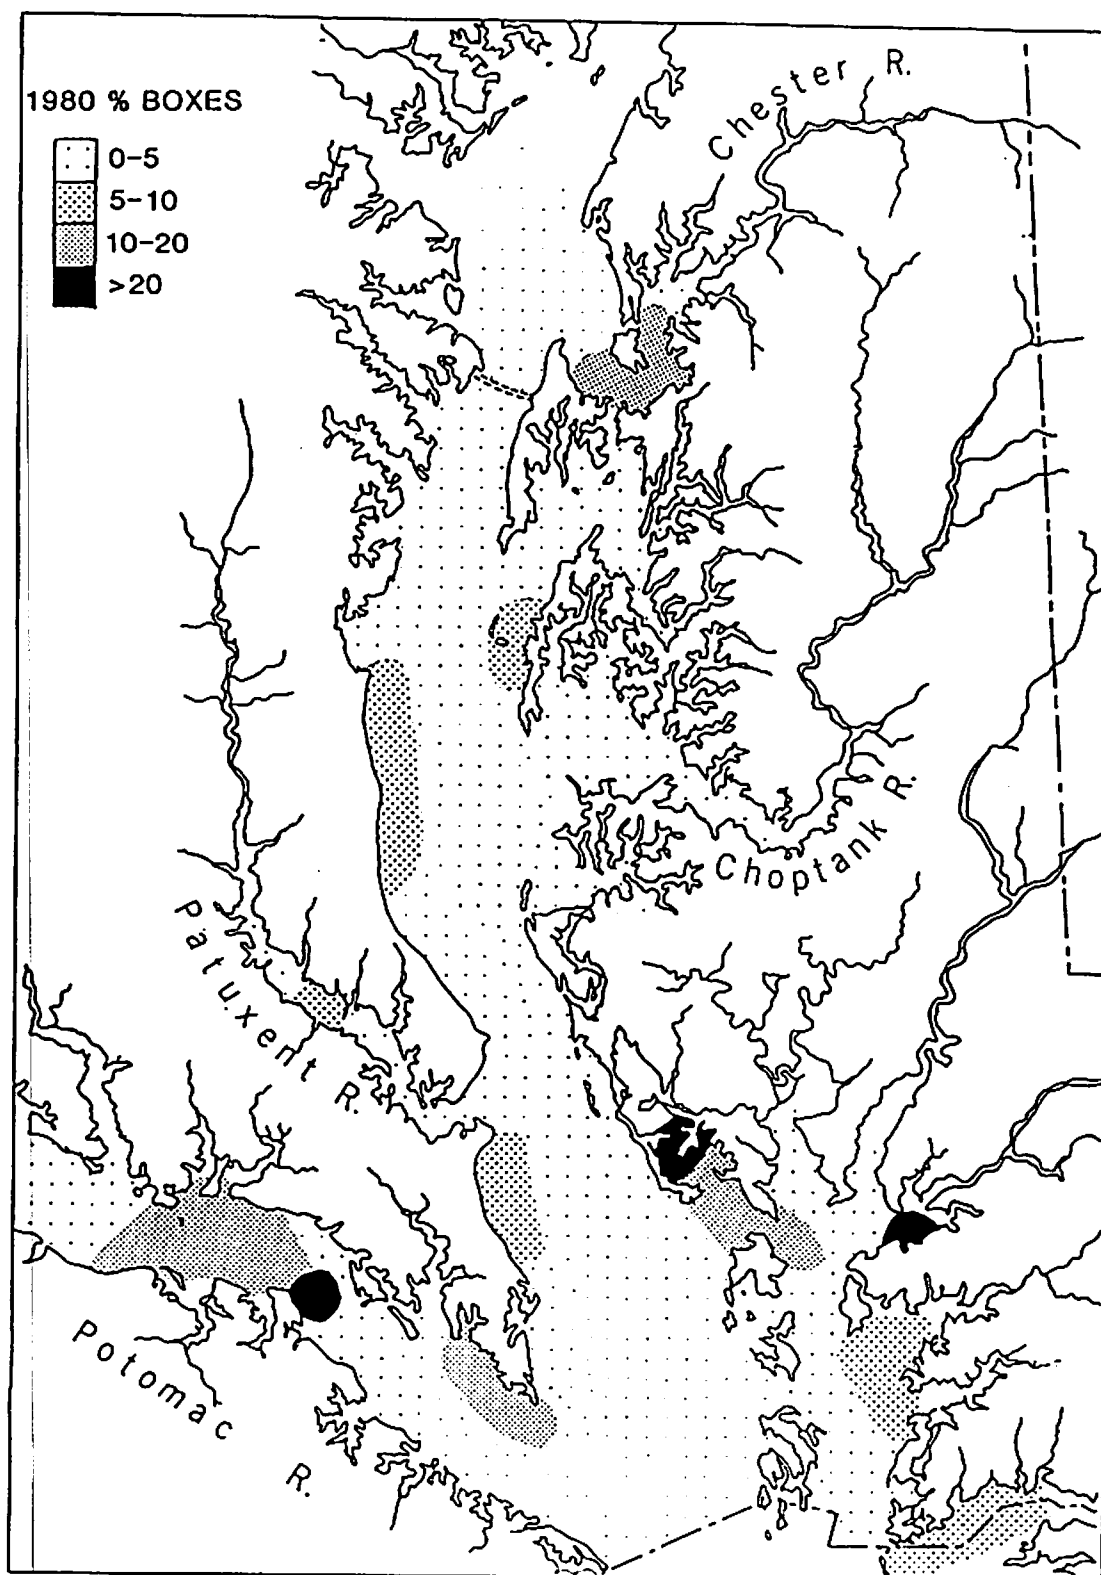 1980 % BOXES
0-5
5-10
10-20
>20
Chester R.
Choptank R.
Patuxent R.
Potomac R.